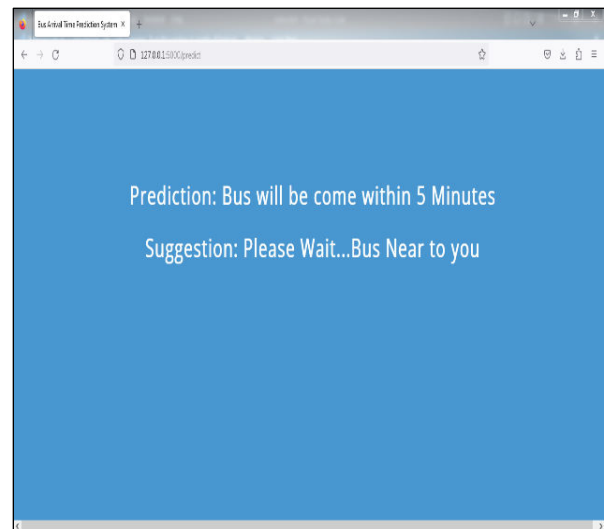 Bus Arrival Time Prediction System
127.0.0.1:5000/predict
Prediction: Bus will be come within 5 Minutes
Suggestion: Please Wait...Bus Near to you